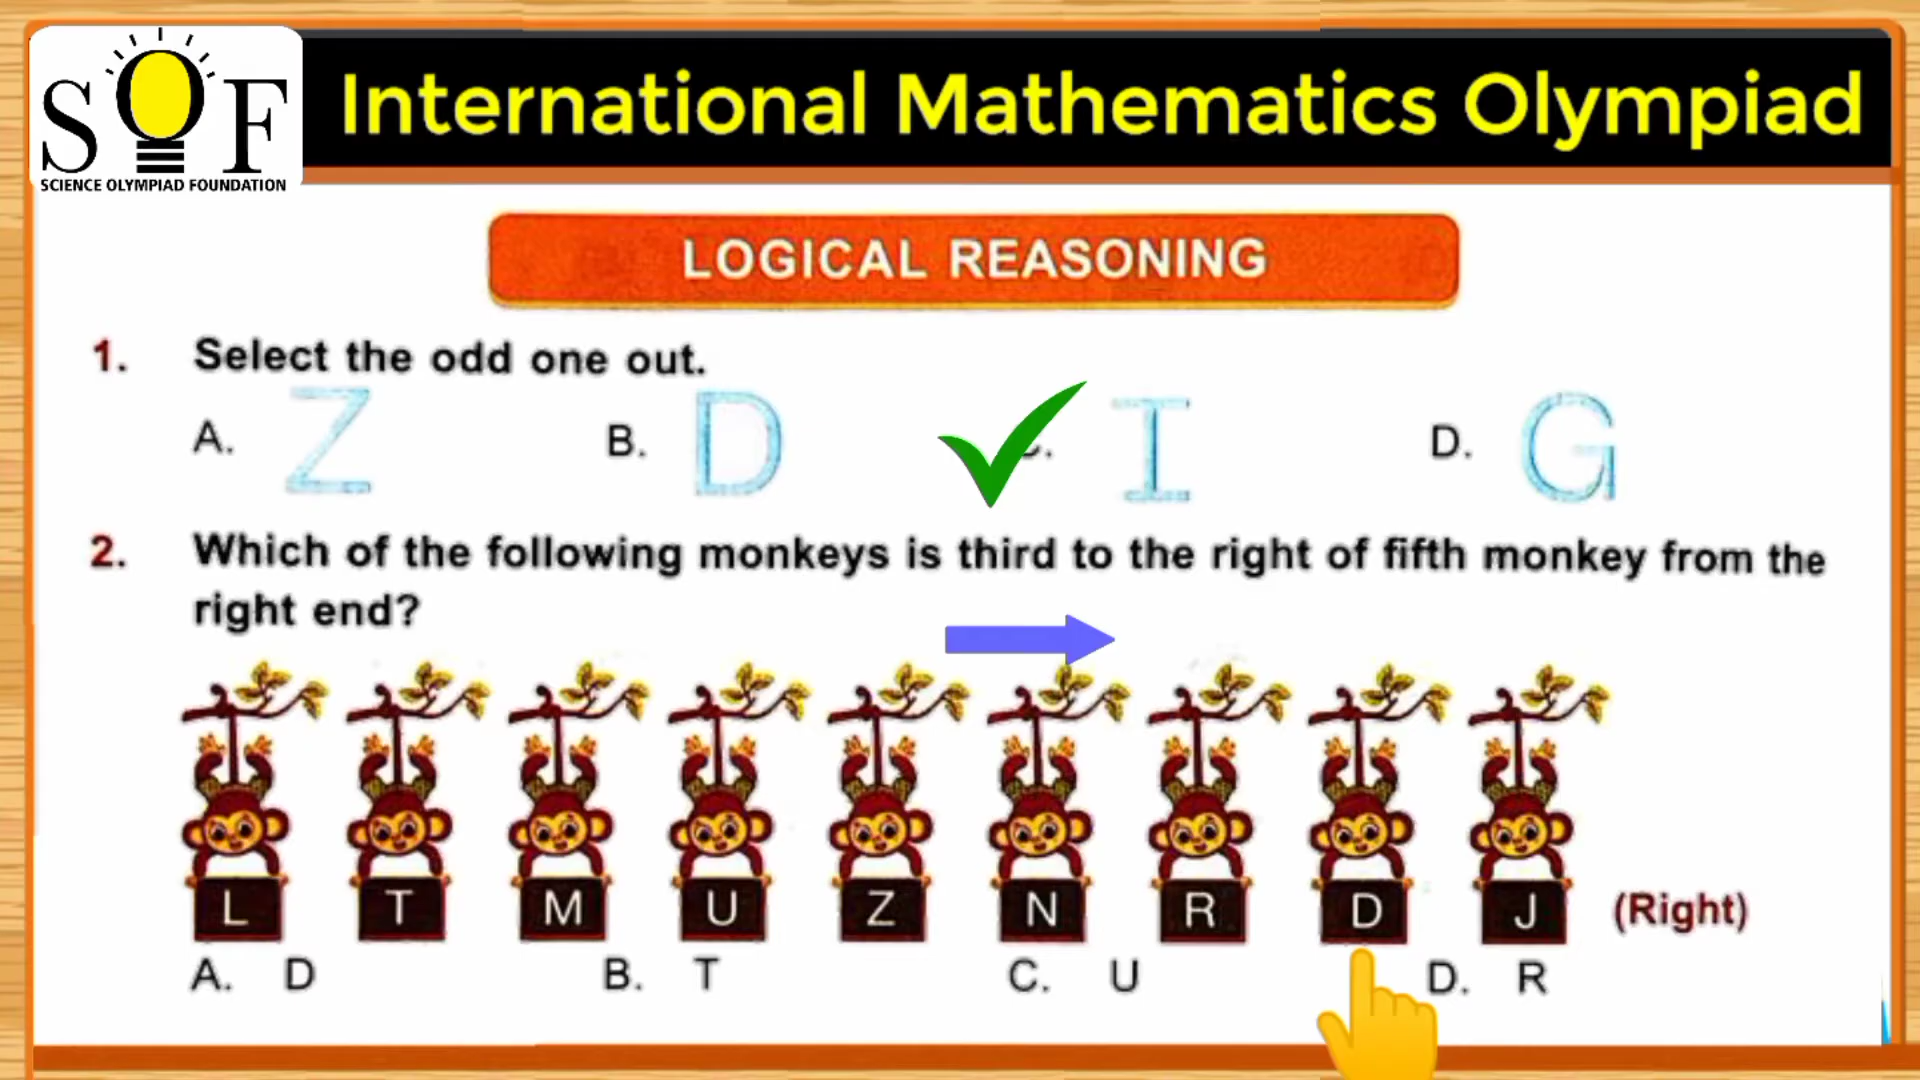 SOF
SCIENCE OLYMPIAD FOUNDATION
International Mathematics Olympiad
LOGICAL REASONING
1. Select the odd one out.
A. Z B. D C. I D. G
2. Which of the following monkeys is third to the right of fifth monkey from the
right end?
L T M U Z N R D J (Right)
A. D B. T C. U D. R